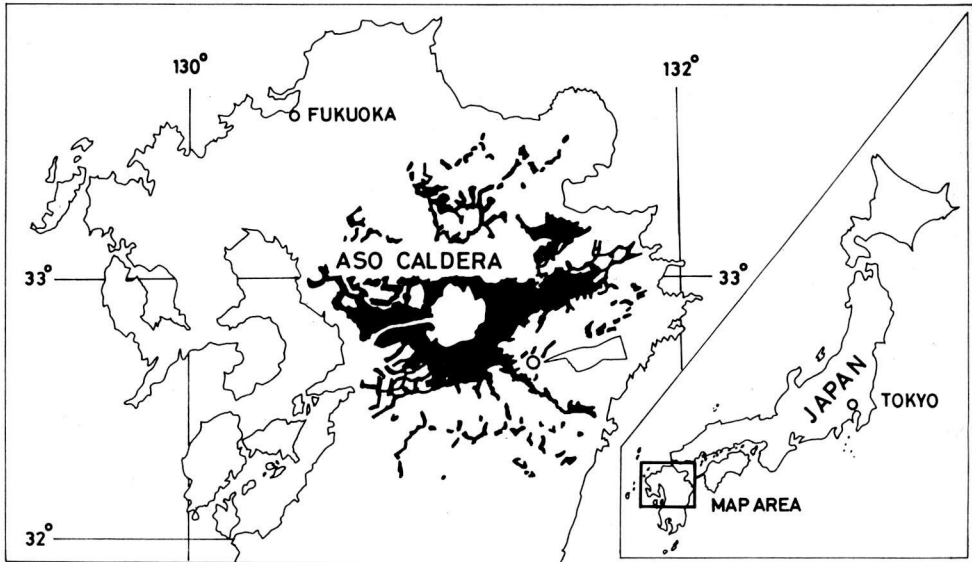 130°
132°
FUKUOKA
ASO CALDERA
33°
33°
JAPAN
TOKYO
MAP AREA
32°